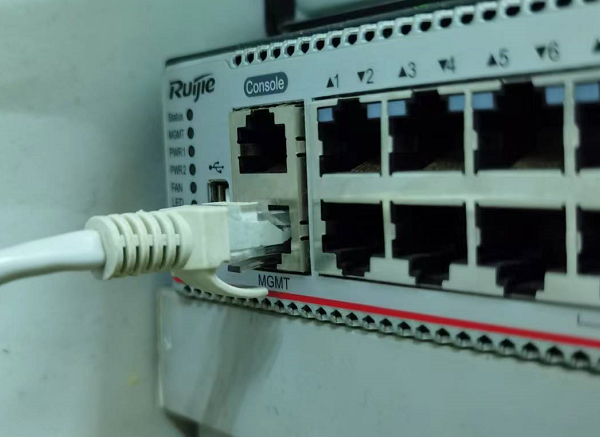 Ruijie
Console
▲1 ▼2 ▲3 ▼4 ▲5 ▼6
Status
MGMT
PWR1
PWR2
FAN
MGMT